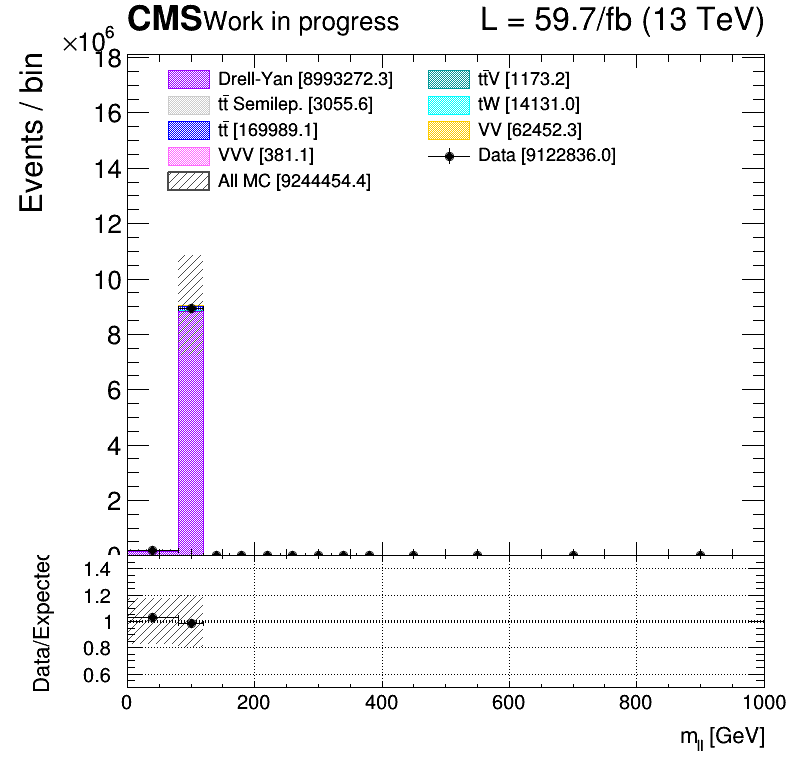 CMS Work in progress L = 59.7/fb (13 TeV)
×10⁶
Events / bin
18
16
14
12
10
8
6
4
2
0
Drell-Yan [8993272.3]
tt̄ Semilep. [3055.6]
tt̄ [169989.1]
VVV [381.1]
All MC [9244454.4]
tt̄V [1173.2]
tW [14131.0]
VV [62452.3]
Data [9122836.0]
Data/Expected
1.4
1.2
1
0.8
0.6
0 200 400 600 800 1000
m_ll [GeV]